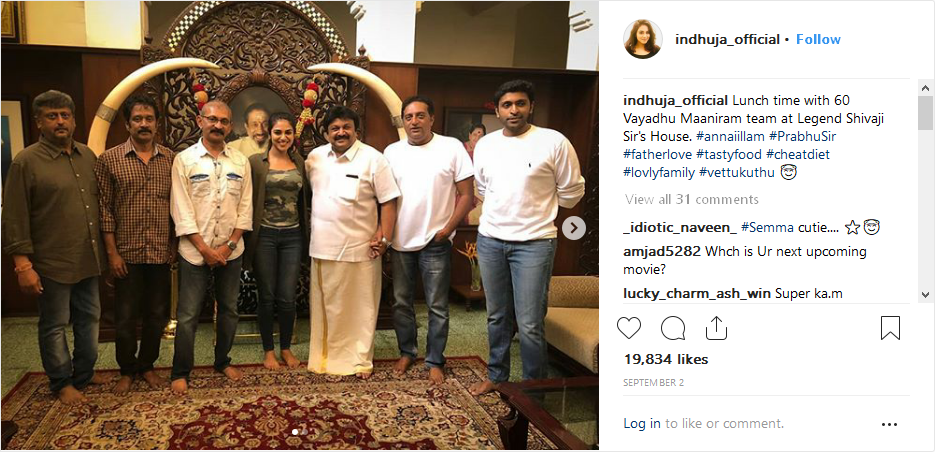 indhuja_official • Follow
indhuja_official Lunch time with 60
Vayadhu Maaniram team at Legend Shivaji
Sir's House. #annaiillam #PrabhuSir
#fatherlove #tastyfood #cheatdiet
#lovlyfamily #vettukuthu 😇
View all 31 comments
_idiotic_naveen_ #Semma cutie.... ☆😇
amjad5282 Whch is Ur next upcoming
movie?
lucky_charm_ash_win Super ka.m
19,834 likes
SEPTEMBER 2
Log in to like or comment.